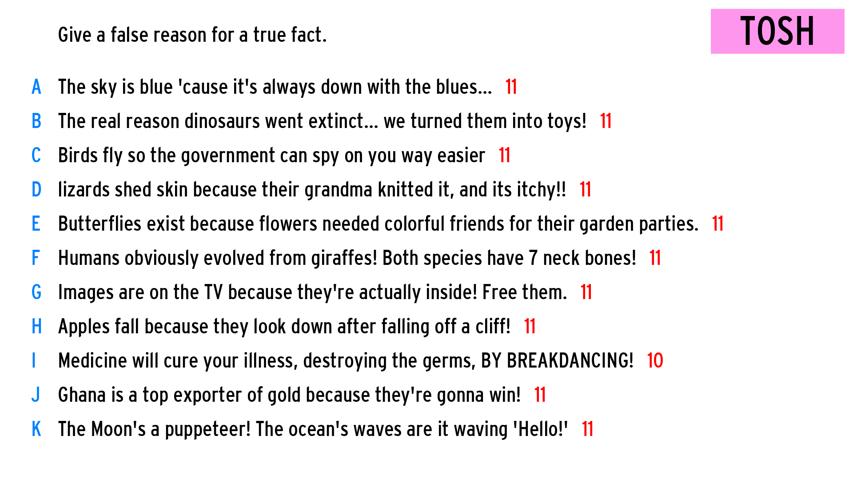 Give a false reason for a true fact.
TOSH
A The sky is blue 'cause it's always down with the blues... 11
B The real reason dinosaurs went extinct... we turned them into toys! 11
C Birds fly so the government can spy on you way easier 11
D lizards shed skin because their grandma knitted it, and its itchy!! 11
E Butterflies exist because flowers needed colorful friends for their garden parties. 11
F Humans obviously evolved from giraffes! Both species have 7 neck bones! 11
G Images are on the TV because they're actually inside! Free them. 11
H Apples fall because they look down after falling off a cliff! 11
I Medicine will cure your illness, destroying the germs, BY BREAKDANCING! 10
J Ghana is a top exporter of gold because they're gonna win! 11
K The Moon's a puppeteer! The ocean's waves are it waving 'Hello!' 11